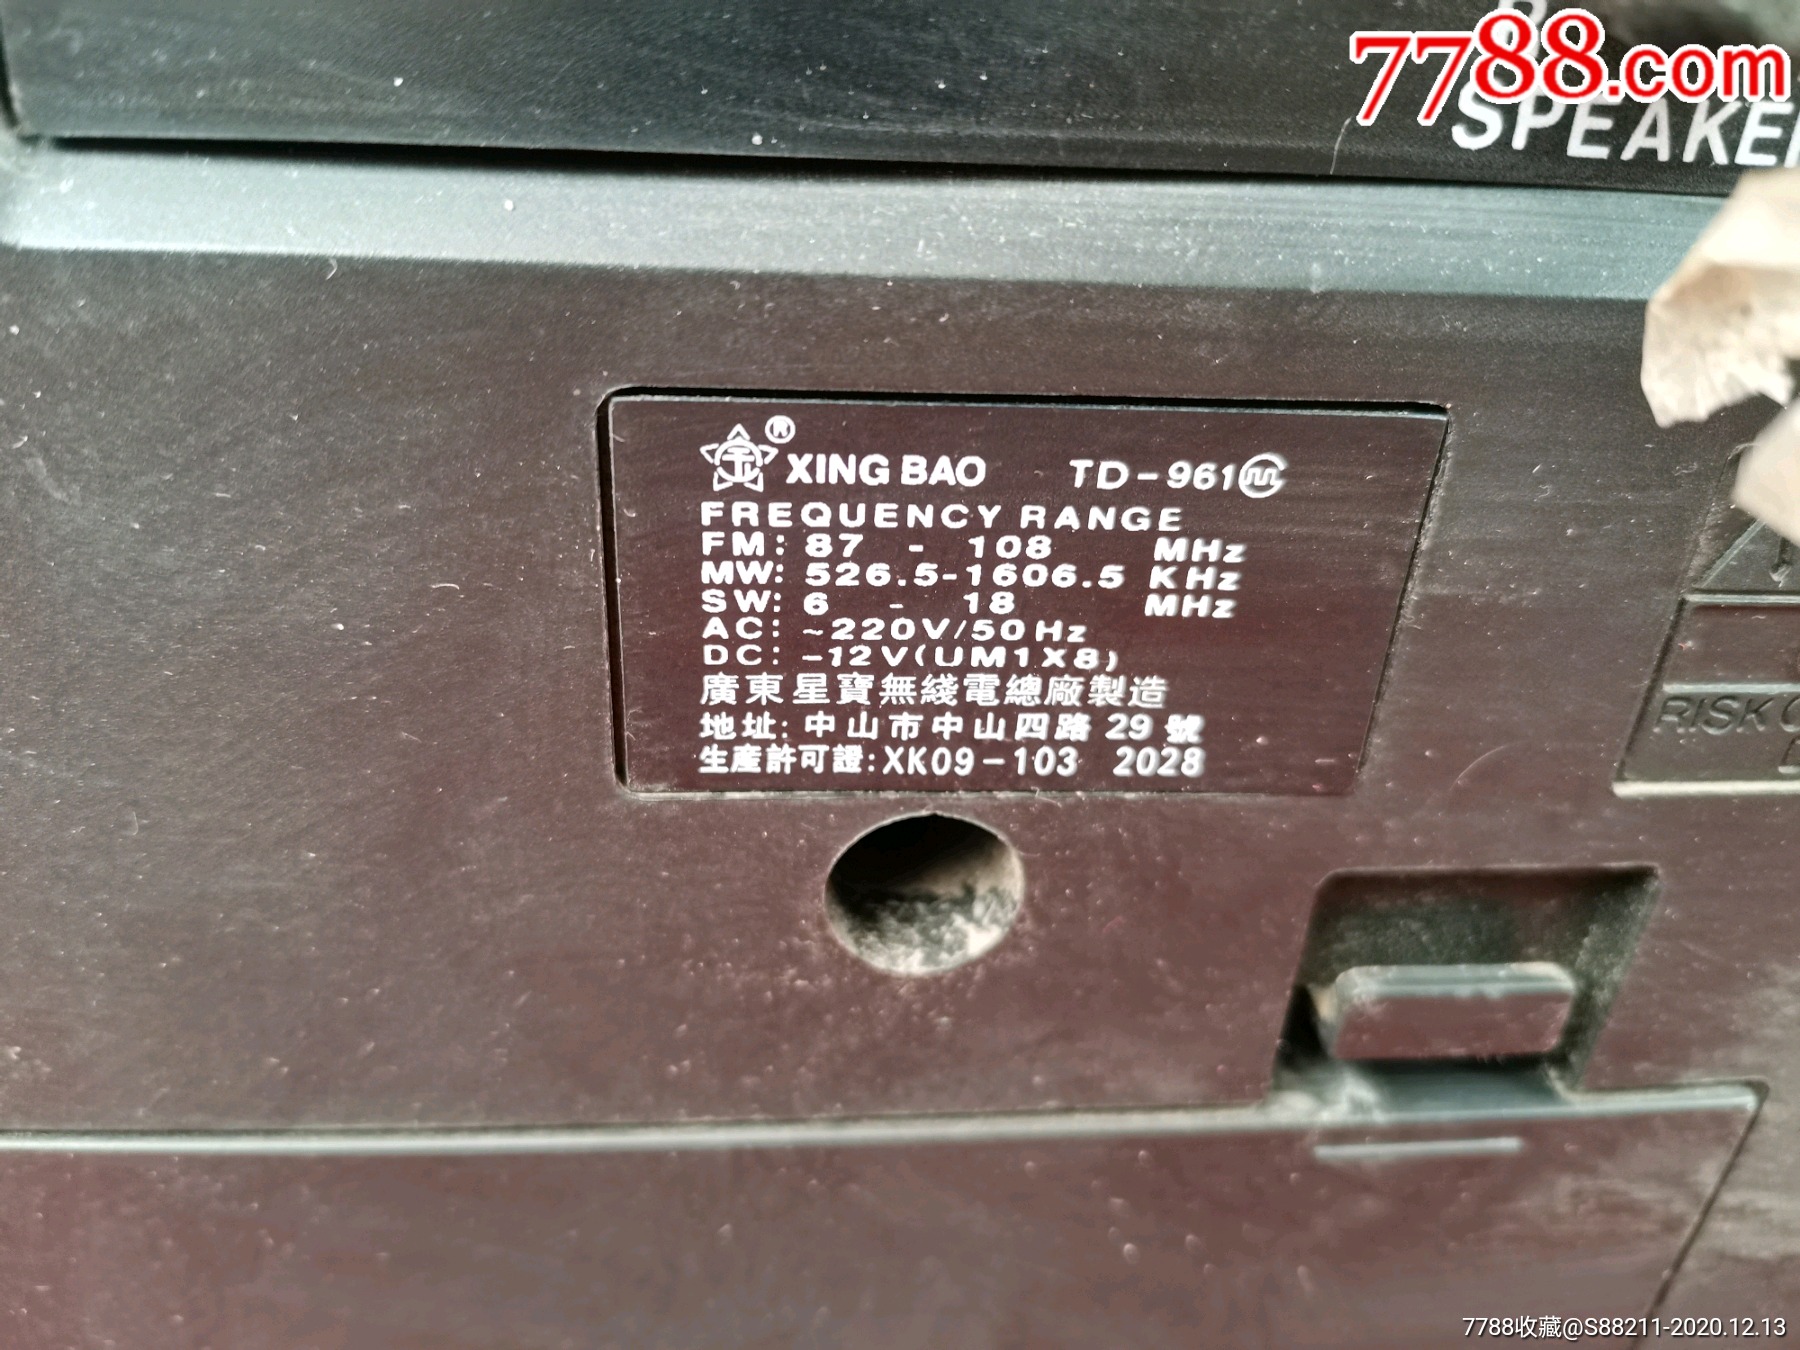 7788.com
SPEAKE
XING BAO TD-961
FREQUENCY RANGE
FM: 87 - 108 MHz
MW: 526.5-1606.5 KHz
SW: 6 - 18 MHz
AC: ~220V/50Hz
DC: -12V(UM1X8)
廣東星寶無綫電總廠製造
地址: 中山市中山四路 29 號
生產許可證: XK09-103 2028
RISK
7788收藏@S88211-2020.12.13